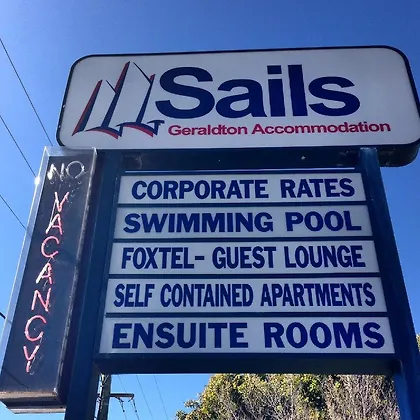 Sails
Geraldton Accommodation
NO
VACANCY
CORPORATE RATES
SWIMMING POOL
FOXTEL- GUEST LOUNGE
SELF CONTAINED APARTMENTS
ENSUITE ROOMS